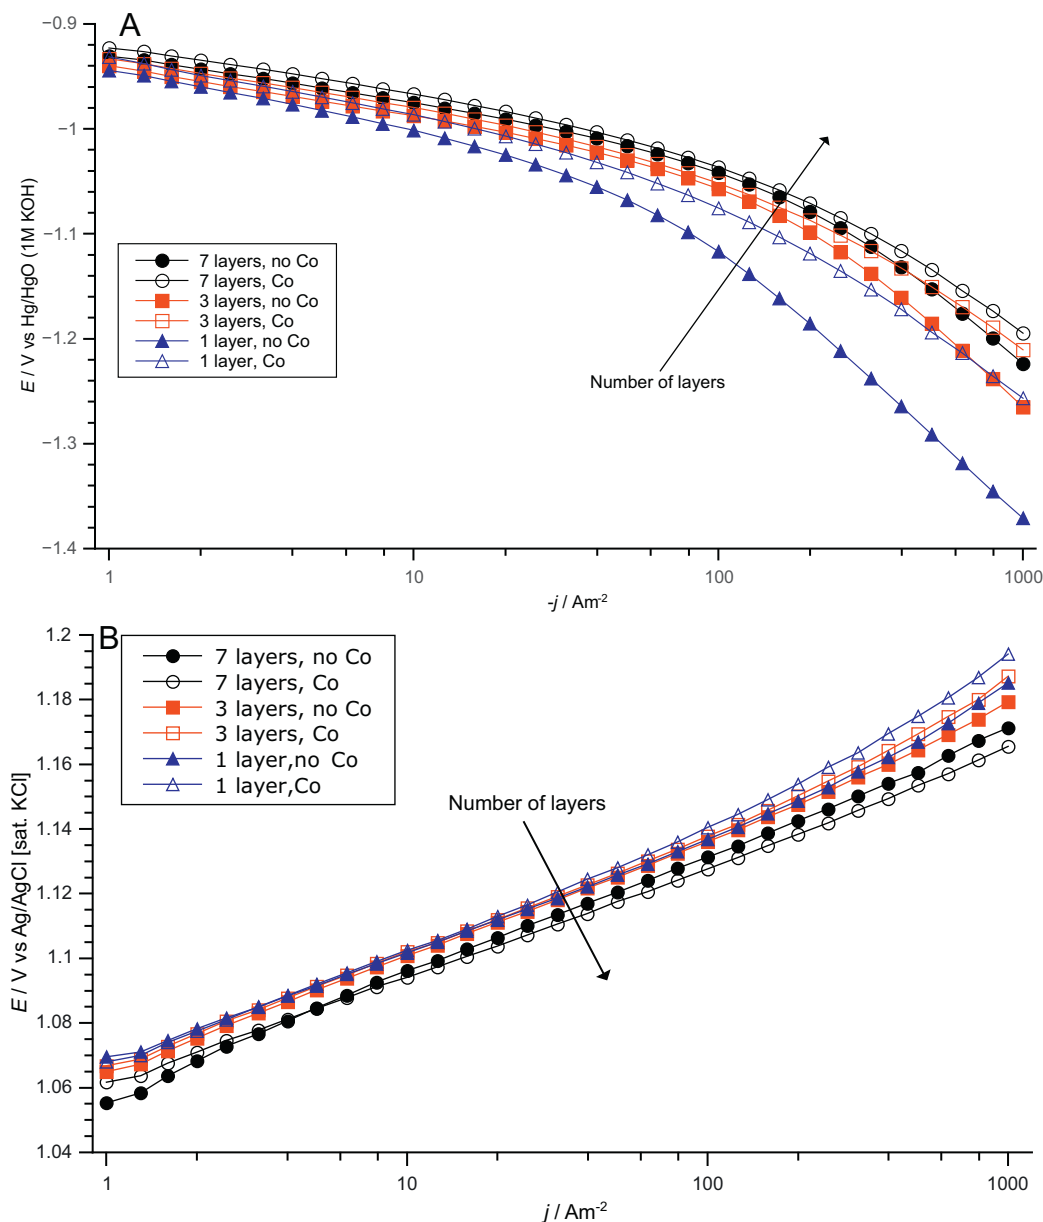 A
−0.9
−1
−1.1
−1.2
−1.3
−1.4
E / V vs Hg/HgO (1M KOH)
7 layers, no Co
7 layers, Co
3 layers, no Co
3 layers, Co
1 layer, no Co
1 layer, Co
Number of layers
1 10 100 1000
-j / Am-2
B
1.2
1.18
1.16
1.14
1.12
1.1
1.08
1.06
1.04
E / V vs Ag/AgCl [sat. KCl]
7 layers, no Co
7 layers, Co
3 layers, no Co
3 layers, Co
1 layer,no Co
1 layer,Co
Number of layers
1 10 100 1000
j / Am-2